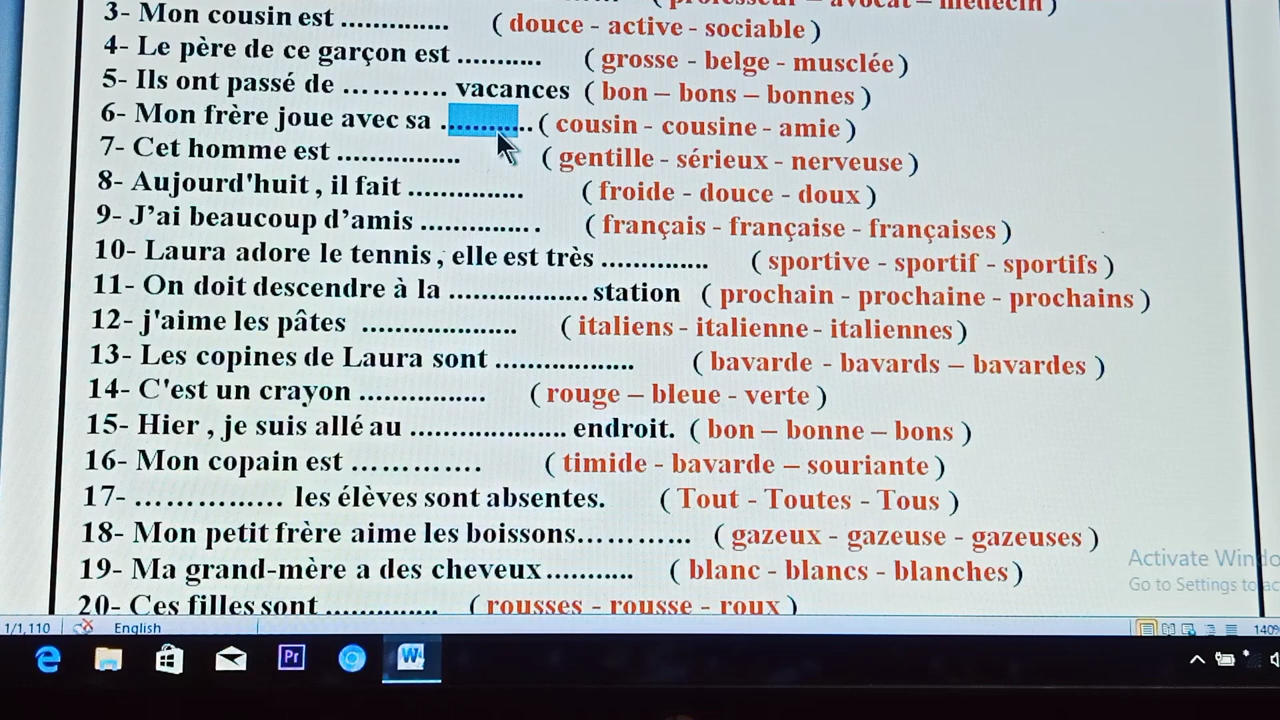 professeur – avocat – médecin )
3- Mon cousin est .............. ( douce - active - sociable )
4- Le père de ce garçon est ........... ( grosse - belge - musclée )
5- Ils ont passé de .......... vacances ( bon – bons – bonnes )
6- Mon frère joue avec sa ............ ( cousin - cousine - amie )
7- Cet homme est ................ ( gentille - sérieux - nerveuse )
8- Aujourd'huit , il fait ............... ( froide - douce - doux )
9- J’ai beaucoup d’amis ............... ( français - française - françaises )
10- Laura adore le tennis , elle est très .............. ( sportive - sportif - sportifs )
11- On doit descendre à la .................. station ( prochain - prochaine - prochains )
12- j'aime les pâtes .................... ( italiens - italienne - italiennes )
13- Les copines de Laura sont .................. ( bavarde - bavards – bavardes )
14- C'est un crayon ................ ( rouge – bleue - verte )
15- Hier , je suis allé au .................... endroit. ( bon – bonne – bons )
16- Mon copain est ............. ( timide - bavarde – souriante )
17- ................ les élèves sont absentes. ( Tout - Toutes - Tous )
18- Mon petit frère aime les boissons............ ( gazeux - gazeuse - gazeuses )
19- Ma grand-mère a des cheveux........... ( blanc - blancs - blanches )
20- Ces filles sont .............. ( rousses - rousse - roux )
Activate Windo
Go to Settings to ac
1/1,110 English 140%
Pr
W